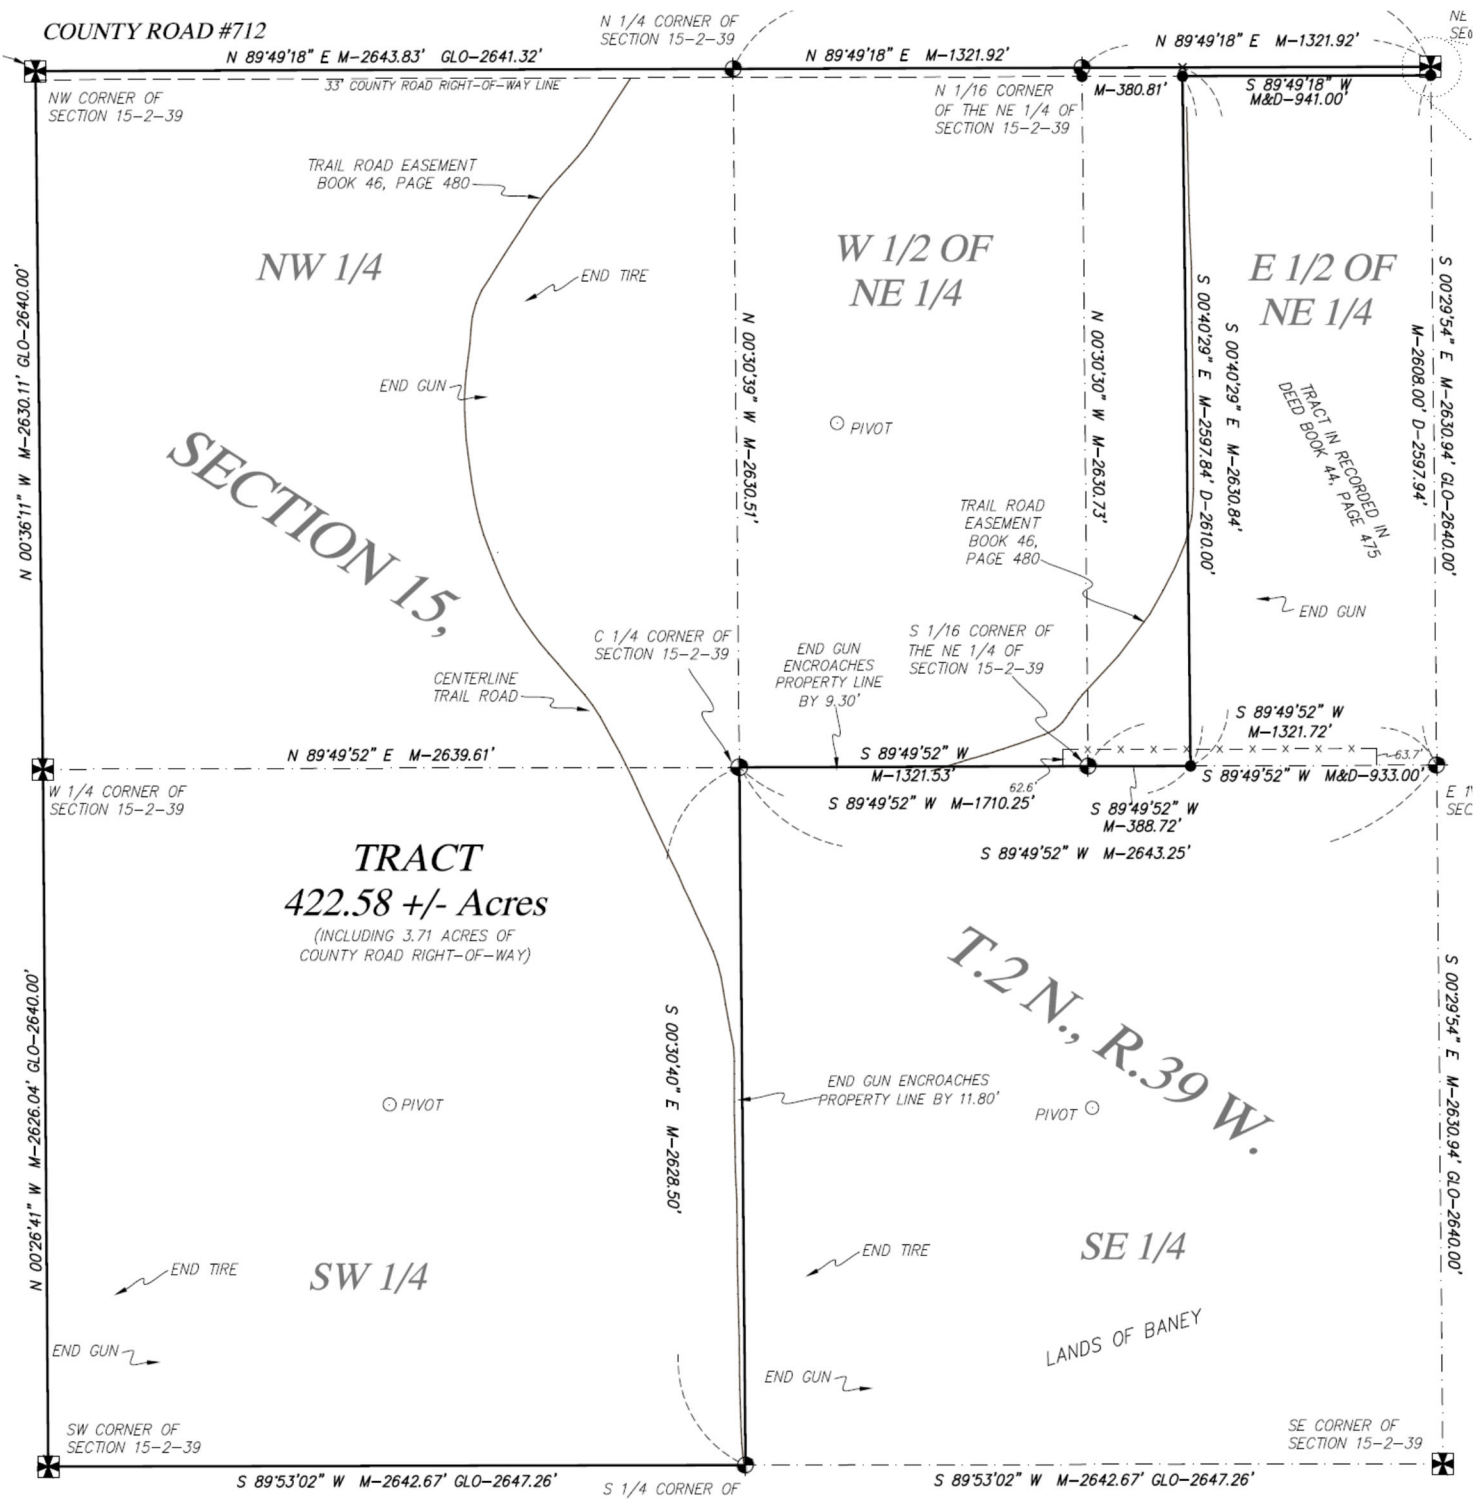 COUNTY ROAD #712
N 1/4 CORNER OF
SECTION 15-2-39
N 89°49'18" E M-2643.83' GLO-2641.32'
N 89°49'18" E M-1321.92'
N 89°49'18" E M-1321.92'
NE
33' COUNTY ROAD RIGHT-OF-WAY LINE
NW CORNER OF
SECTION 15-2-39
N 1/16 CORNER
OF THE NE 1/4 OF
SECTION 15-2-39
M-380.81'
S 89°49'18" W
M&D-941.00'
TRAIL ROAD EASEMENT
BOOK 46, PAGE 480
NW 1/4
END TIRE
W 1/2 OF
NE 1/4
E 1/2 OF
NE 1/4
N 00°36'11" W M-2630.11' GLO-2640.00'
N 00°30'39" W M-2630.51'
N 00°30'30" W M-2630.73'
S 00°40'29" E M-2597.84' D-2610.00'
S 00°40'29" E M-2630.84'
M-2608.00' D-2597.94'
S 00°29'54" E M-2630.94' GLO-2640.00'
END GUN
PIVOT
TRACT IN RECORDED IN
DEED BOOK 44, PAGE 475
SECTION 15,
TRAIL ROAD
EASEMENT
BOOK 46,
PAGE 480
END GUN
C 1/4 CORNER OF
SECTION 15-2-39
END GUN
ENCROACHES
PROPERTY LINE
BY 9.30'
S 1/16 CORNER OF
THE NE 1/4 OF
SECTION 15-2-39
CENTERLINE
TRAIL ROAD
S 89°49'52" W
M-1321.72'
N 89°49'52" E M-2639.61'
S 89°49'52" W
M-1321.53'
63.7'
62.6'
S 89°49'52" W M&D-933.00'
W 1/4 CORNER OF
SECTION 15-2-39
S 89°49'52" W M-1710.25'
S 89°49'52" W
M-388.72'
S 89°49'52" W M-2643.25'
TRACT
422.58 +/- Acres
(INCLUDING 3.71 ACRES OF
COUNTY ROAD RIGHT-OF-WAY)
T.2 N., R.39 W.
N 00°26'41" W M-2626.04' GLO-2640.00'
S 00°30'40" E M-2628.50'
S 00°29'54" E M-2630.94' GLO-2640.00'
END GUN ENCROACHES
PROPERTY LINE BY 11.80'
PIVOT
PIVOT
END TIRE
SW 1/4
END TIRE
SE 1/4
LANDS OF BANEY
END GUN
END GUN
SW CORNER OF
SECTION 15-2-39
SE CORNER OF
SECTION 15-2-39
S 89°53'02" W M-2642.67' GLO-2647.26'
S 1/4 CORNER OF
S 89°53'02" W M-2642.67' GLO-2647.26'